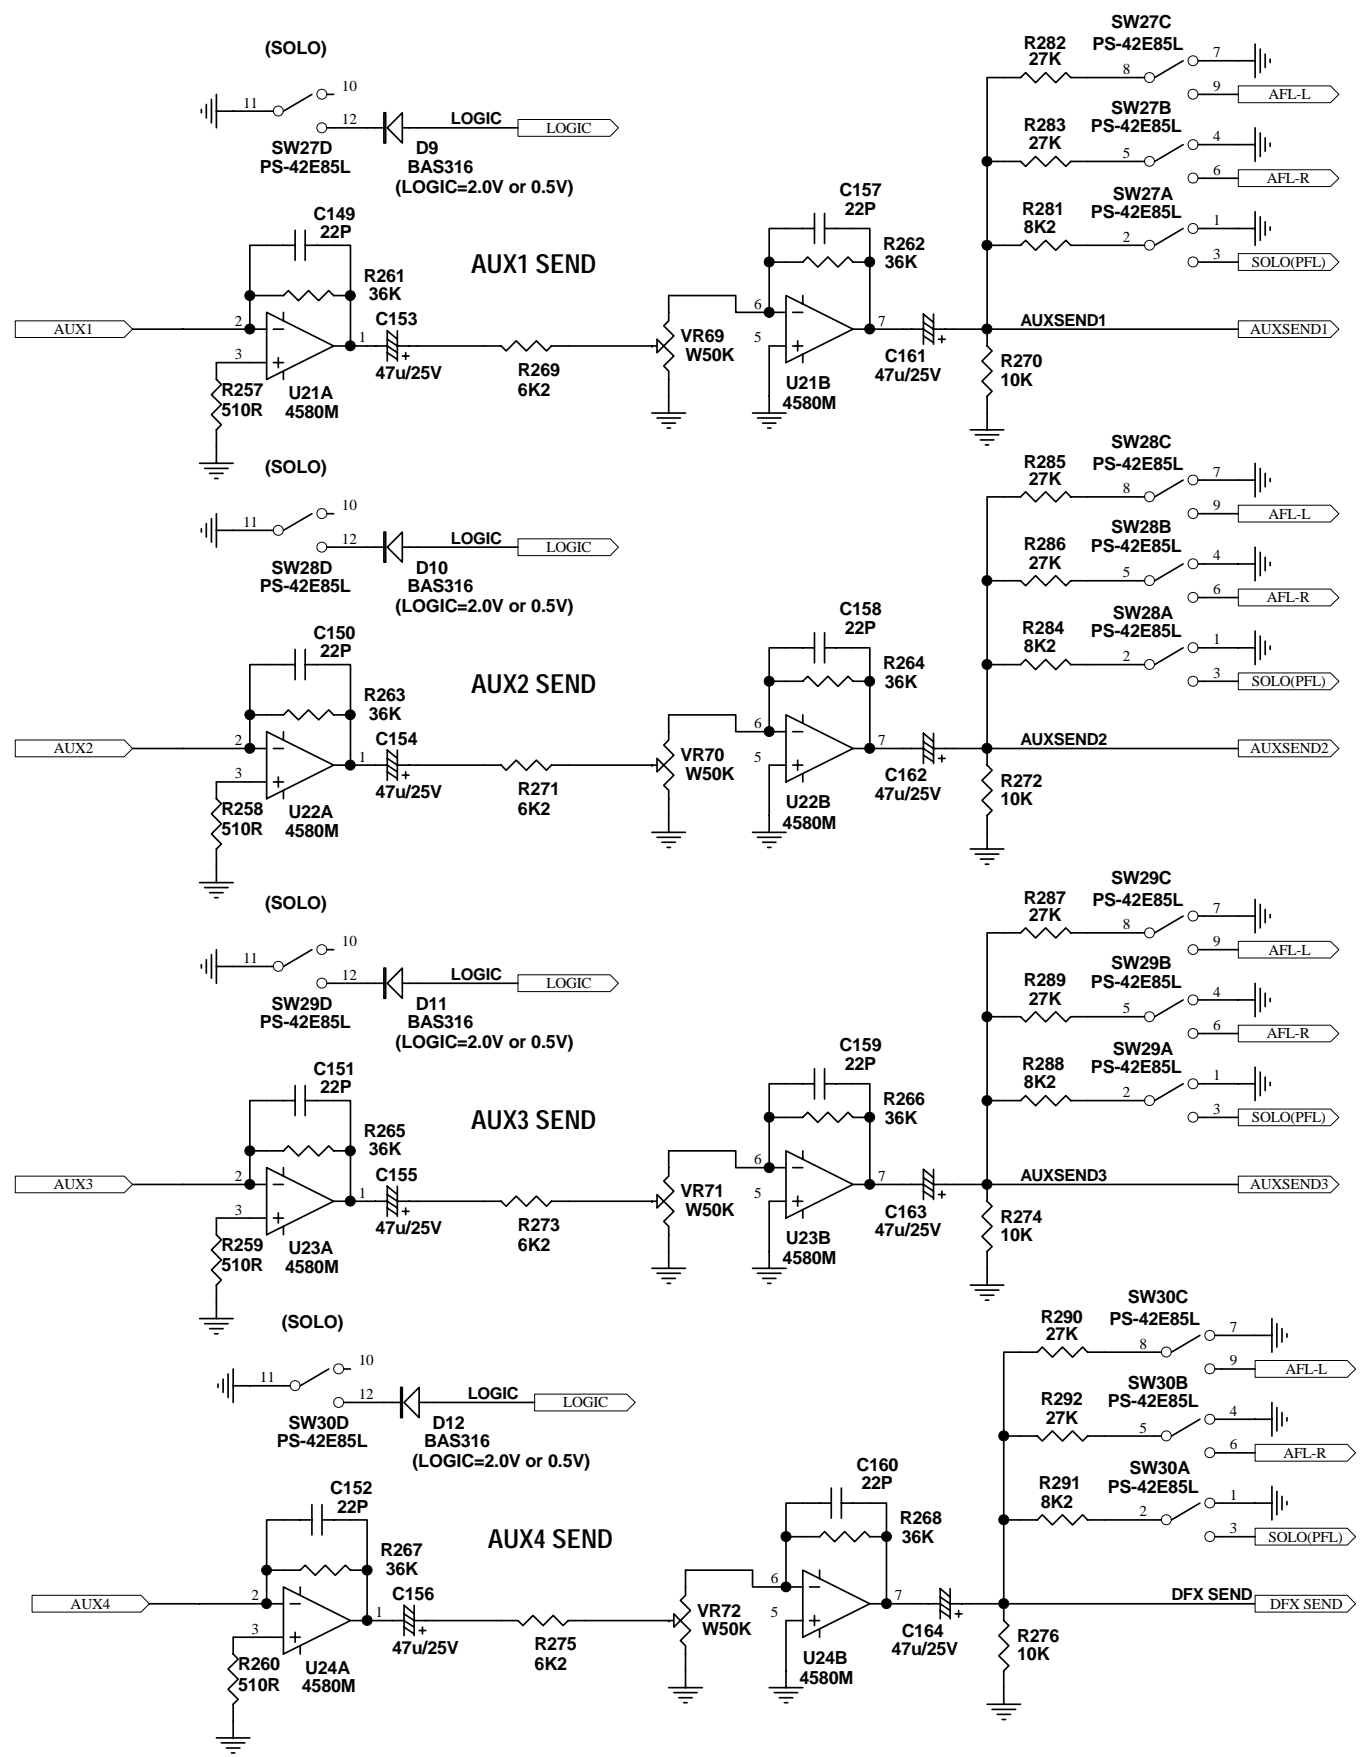 (SOLO)
11
10
12
SW27D
PS-42E85L
D9
BAS316
(LOGIC=2.0V or 0.5V)
LOGIC
LOGIC
C149
22P
R261
36K
AUX1
2
3
1
R257
510R
U21A
4580M
C153
47u/25V
AUX1 SEND
R269
6K2
VR69
W50K
C157
22P
R262
36K
6
5
7
U21B
4580M
C161
47u/25V
R282
27K
SW27C
PS-42E85L
8
7
9
AFL-L
R283
27K
SW27B
PS-42E85L
5
4
6
AFL-R
R281
8K2
SW27A
PS-42E85L
2
1
3
SOLO(PFL)
AUXSEND1
AUXSEND1
R270
10K
(SOLO)
11
10
12
SW28D
PS-42E85L
D10
BAS316
(LOGIC=2.0V or 0.5V)
LOGIC
LOGIC
C150
22P
R263
36K
AUX2
2
3
1
R258
510R
U22A
4580M
C154
47u/25V
AUX2 SEND
R271
6K2
VR70
W50K
C158
22P
R264
36K
6
5
7
U22B
4580M
C162
47u/25V
R285
27K
SW28C
PS-42E85L
8
7
9
AFL-L
R286
27K
SW28B
PS-42E85L
5
4
6
AFL-R
R284
8K2
SW28A
PS-42E85L
2
1
3
SOLO(PFL)
AUXSEND2
AUXSEND2
R272
10K
(SOLO)
11
10
12
SW29D
PS-42E85L
D11
BAS316
(LOGIC=2.0V or 0.5V)
LOGIC
LOGIC
C151
22P
R265
36K
AUX3
2
3
1
R259
510R
U23A
4580M
C155
47u/25V
AUX3 SEND
R273
6K2
VR71
W50K
C159
22P
R266
36K
6
5
7
U23B
4580M
C163
47u/25V
R287
27K
SW29C
PS-42E85L
8
7
9
AFL-L
R289
27K
SW29B
PS-42E85L
5
4
6
AFL-R
R288
8K2
SW29A
PS-42E85L
2
1
3
SOLO(PFL)
AUXSEND3
AUXSEND3
R274
10K
(SOLO)
11
10
12
SW30D
PS-42E85L
D12
BAS316
(LOGIC=2.0V or 0.5V)
LOGIC
LOGIC
C152
22P
R267
36K
AUX4
2
3
1
R260
510R
U24A
4580M
C156
47u/25V
AUX4 SEND
R275
6K2
VR72
W50K
C160
22P
R268
36K
6
5
7
U24B
4580M
C164
47u/25V
R290
27K
SW30C
PS-42E85L
8
7
9
AFL-L
R292
27K
SW30B
PS-42E85L
5
4
6
AFL-R
R291
8K2
SW30A
PS-42E85L
2
1
3
SOLO(PFL)
DFX SEND
DFX SEND
R276
10K